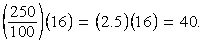 (250/100)(16) = (2.5)(16) = 40.